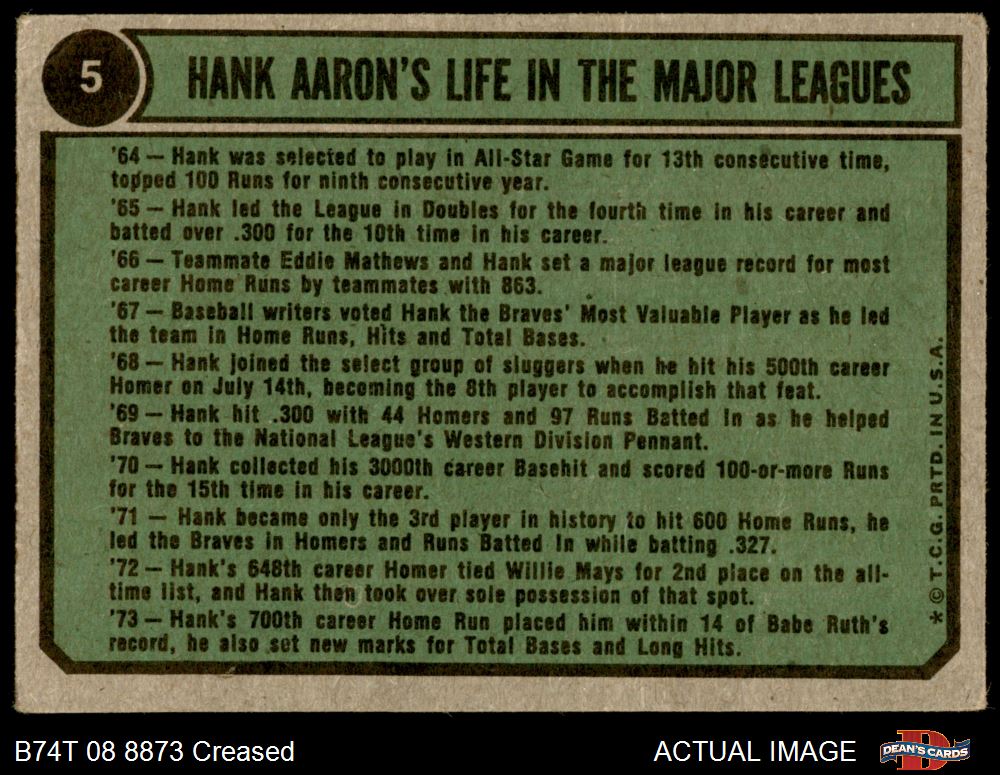 5
HANK AARON'S LIFE IN THE MAJOR LEAGUES
'64 — Hank was selected to play in All-Star Game for 13th consecutive time,
topped 100 Runs for ninth consecutive year.
'65 — Hank led the League in Doubles for the fourth time in his career and
batted over .300 for the 10th time in his career.
'66 — Teammate Eddie Mathews and Hank set a major league record for most
career Home Runs by teammates with 863.
'67 — Baseball writers voted Hank the Braves' Most Valuable Player as he led
the team in Home Runs, Hits and Total Bases.
'68 — Hank joined the select group of sluggers when he hit his 500th career
Homer on July 14th, becoming the 8th player to accomplish that feat.
'69 — Hank hit .300 with 44 Homers and 97 Runs Batted In as he helped
Braves to the National League's Western Division Pennant.
'70 — Hank collected his 3000th career Basehit and scored 100-or-more Runs
for the 15th time in his career.
'71 — Hank became only the 3rd player in history to hit 600 Home Runs, he
led the Braves in Homers and Runs Batted In while batting .327.
'72 — Hank's 648th career Homer tied Willie Mays for 2nd place on the all-
time list, and Hank then took over sole possession of that spot.
'73 — Hank's 700th career Home Run placed him within 14 of Babe Ruth's
record, he also set new marks for Total Bases and Long Hits.
* © T.C.G. PRTD. IN U.S.A.
B74T 08 8873 Creased
ACTUAL IMAGE
DEAN'S CARDS